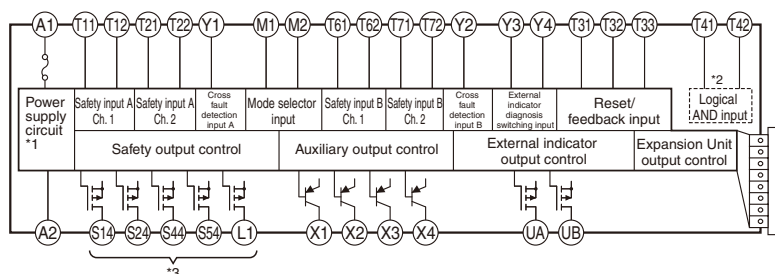 A1 T11 T12 T21 T22 Y1 M1 M2 T61 T62 T71 T72 Y2 Y3 Y4 T31 T32 T33 T41 T42
*2
Power
supply
circuit
*1
Safety input A
Ch. 1
Safety input A
Ch. 2
Cross
fault
detection
input A
Mode selector
input
Safety input B
Ch. 1
Safety input B
Ch. 2
Cross
fault
detection
input B
External
indicator
diagnosis
switching input
Reset/
feedback input
Logical
AND input
Safety output control
Auxiliary output control
External indicator
output control
Expansion Unit
output control
A2 S14 S24 S44 S54 L1 X1 X2 X3 X4 UA UB
*3